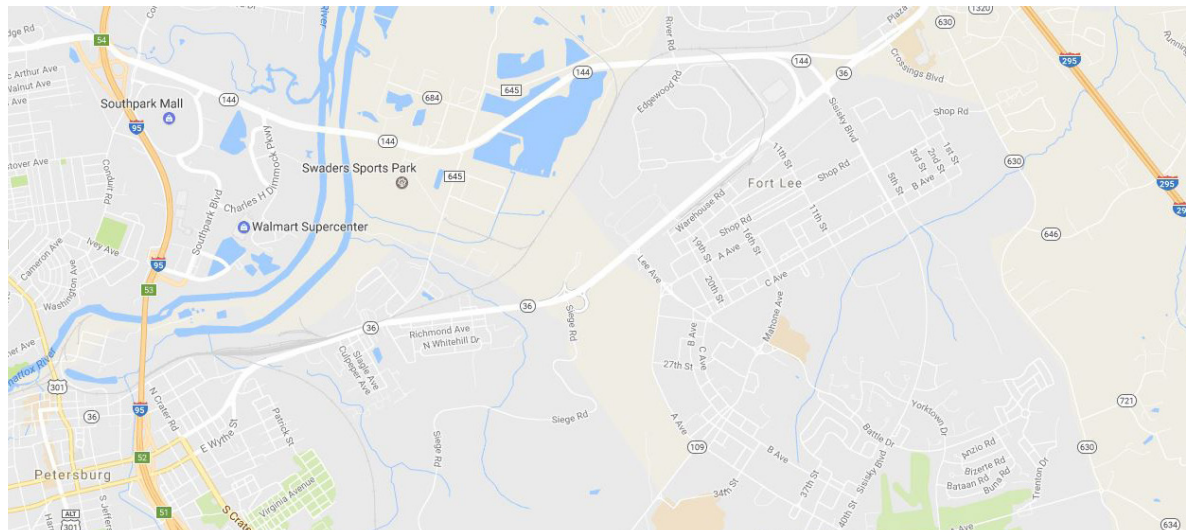 54
144
River
River Rd
Plaza
630
1320
c Arthur Ave
Walnut Ave
Southpark Mall
95
684
645
144
144
36
295
Crossings Blvd
Edgewood Rd
Sisisky Blvd
Shop Rd
Conduit Rd
Charles H Dimmock Pkwy
144
Swaders Sports Park
645
11th St
Shop Rd
5th St
3rd St
2nd St
1st St
B Ave
630
Fort Lee
295
Southpark Blvd
Walmart Supercenter
Warehouse Rd
Shop Rd
11th St
16th St
19th St
A Ave
646
Ivey Ave
Cameron Ave
Washington Ave
95
53
Lee Ave
20th St
C Ave
36
36
Richmond Ave
N Whitehill Dr
Siege Rd
B Ave
C Ave
Mahone Ave
Slagle Ave
Culpeper Ave
27th St
301
36
95
N Crater Rd
E Wythe St
Patrick St
Siege Rd
Siege Rd
A Ave
109
B Ave
Battle Dr
Yorktown Dr
721
630
52
Petersburg
Virginia Avenue
Sisisky Blvd
Anzio Rd
Bizerte Rd
Bataan Rd
Buna Rd
Trenton Dr
34th St
37th St
40th St
ALT
301
51
S Crater
A Ave
634